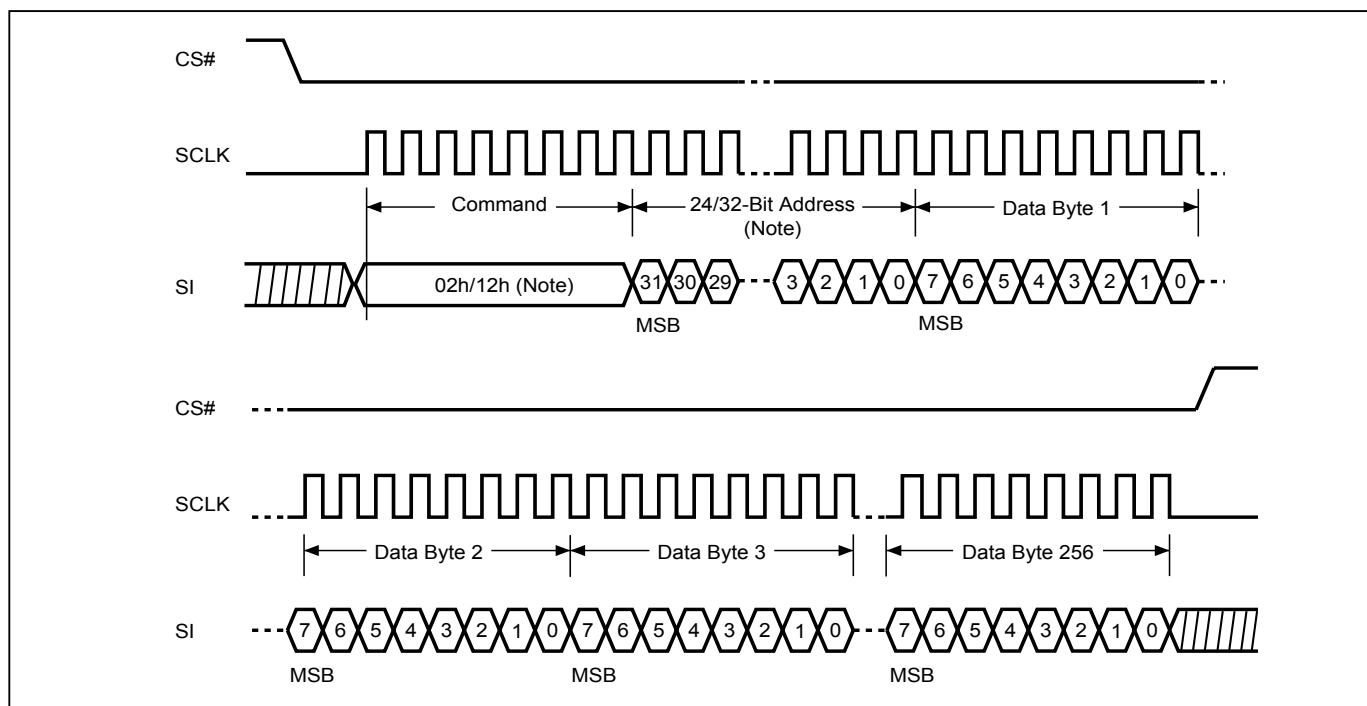 CS#
SCLK
Command
24/32-Bit Address
(Note)
Data Byte 1
SI
02h/12h (Note)
31 30 29
3 2 1 0 7 6 5 4 3 2 1 0
MSB
MSB
CS#
SCLK
Data Byte 2
Data Byte 3
Data Byte 256
SI
7 6 5 4 3 2 1 0 7 6 5 4 3 2 1 0
7 6 5 4 3 2 1 0
MSB
MSB
MSB